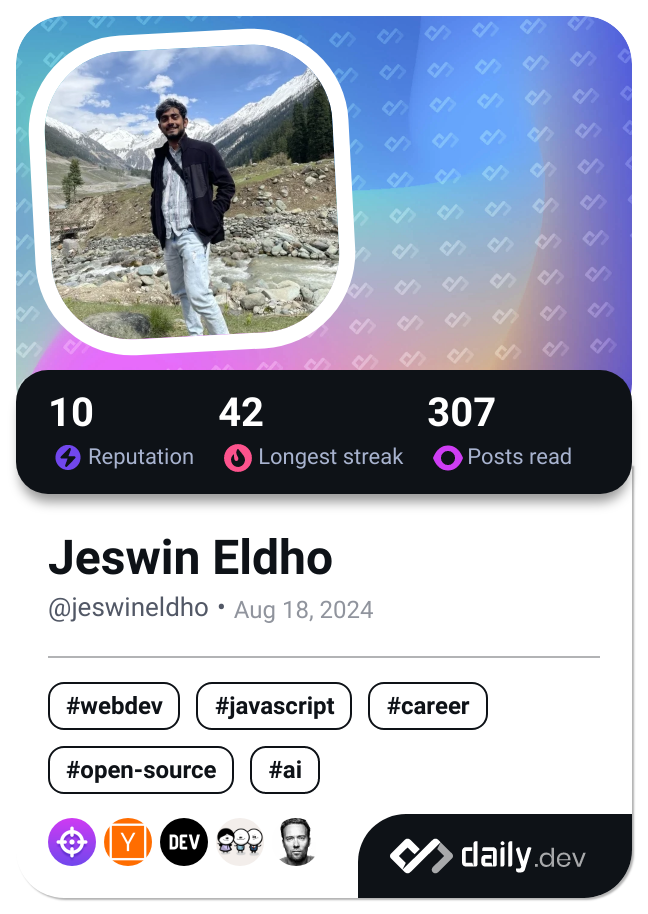 10 42 307
Reputation Longest streak Posts read
Jeswin Eldho
@jeswineldho • Aug 18, 2024
#webdev #javascript #career
#open-source #ai
Y DEV
daily.dev